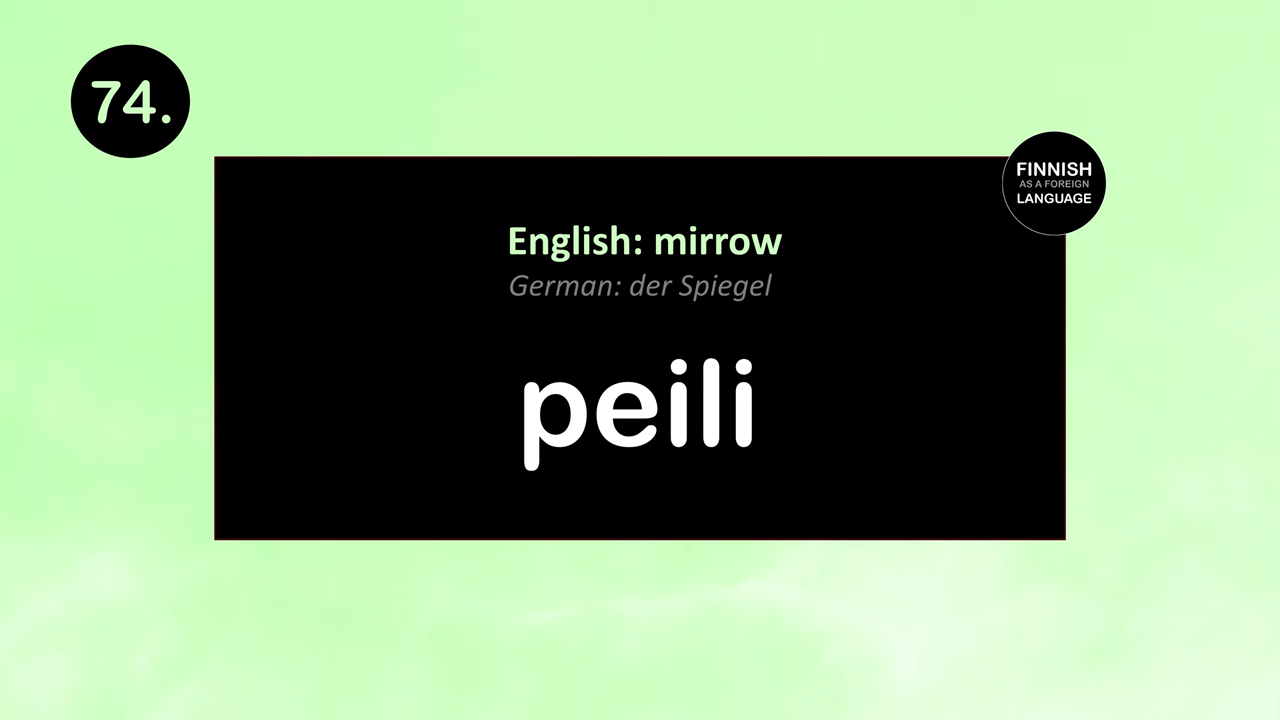 74.
FINNISH
AS A FOREIGN
LANGUAGE
English: mirrow
German: der Spiegel
peili